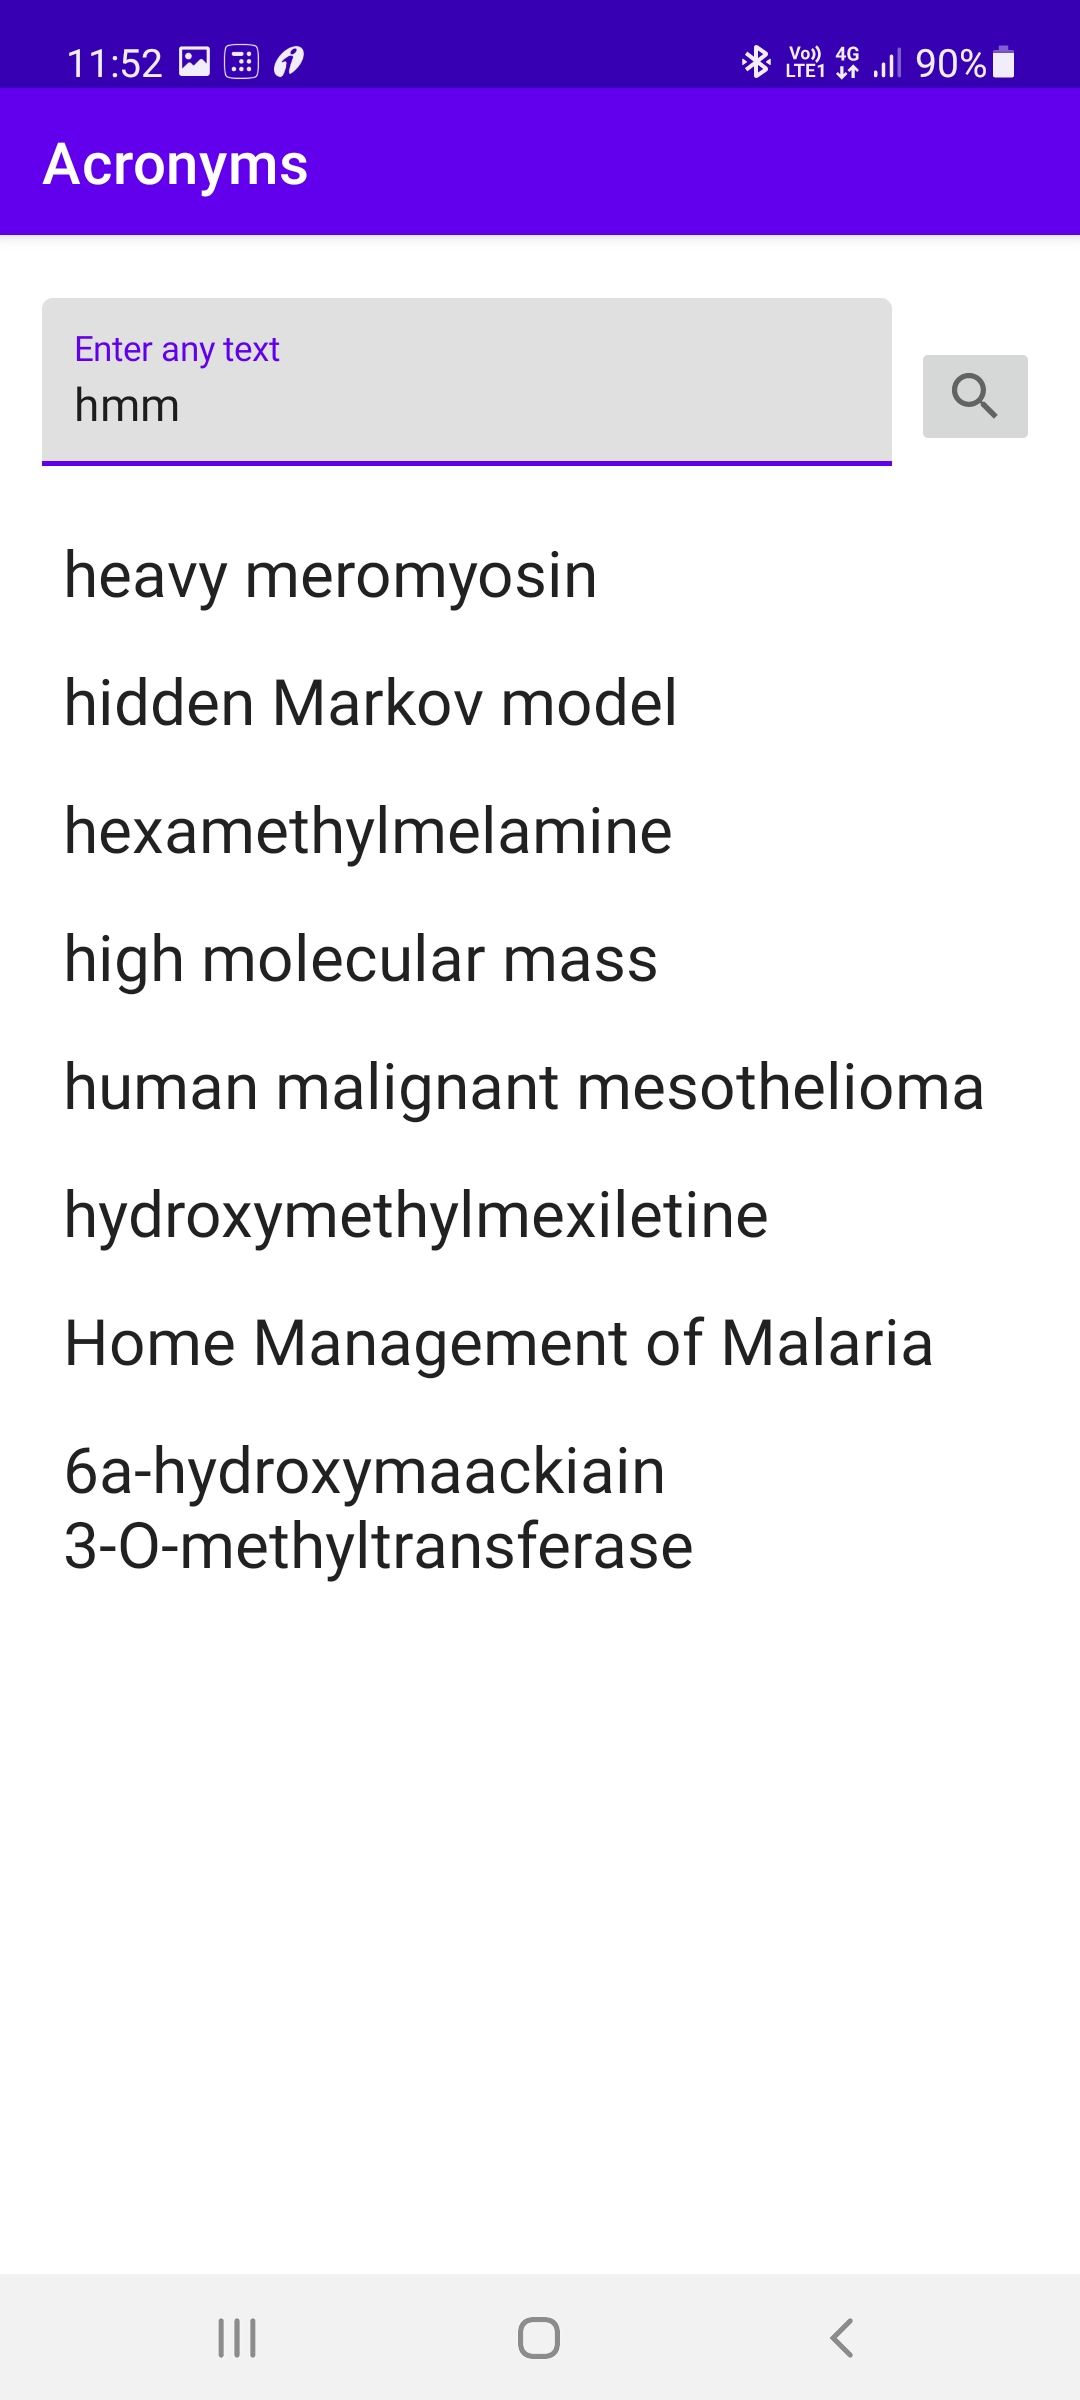 11:52 Vo)) LTE1 4G 90%
Acronyms
Enter any text
hmm
heavy meromyosin
hidden Markov model
hexamethylmelamine
high molecular mass
human malignant mesothelioma
hydroxymethylmexiletine
Home Management of Malaria
6a-hydroxymaackiain
3-O-methyltransferase